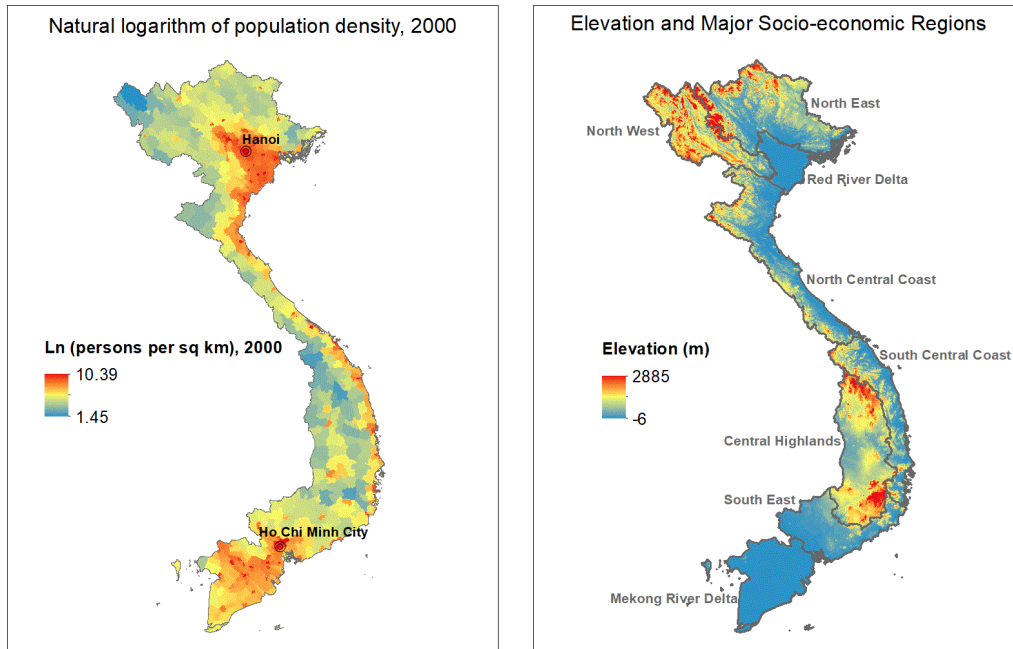 Natural logarithm of population density, 2000
Hanoi
Ln (persons per sq km), 2000
10.39
1.45
Ho Chi Minh City
Elevation and Major Socio-economic Regions
North East
North West
Red River Delta
North Central Coast
Elevation (m)
2885
-6
South Central Coast
Central Highlands
South East
Mekong River Delta